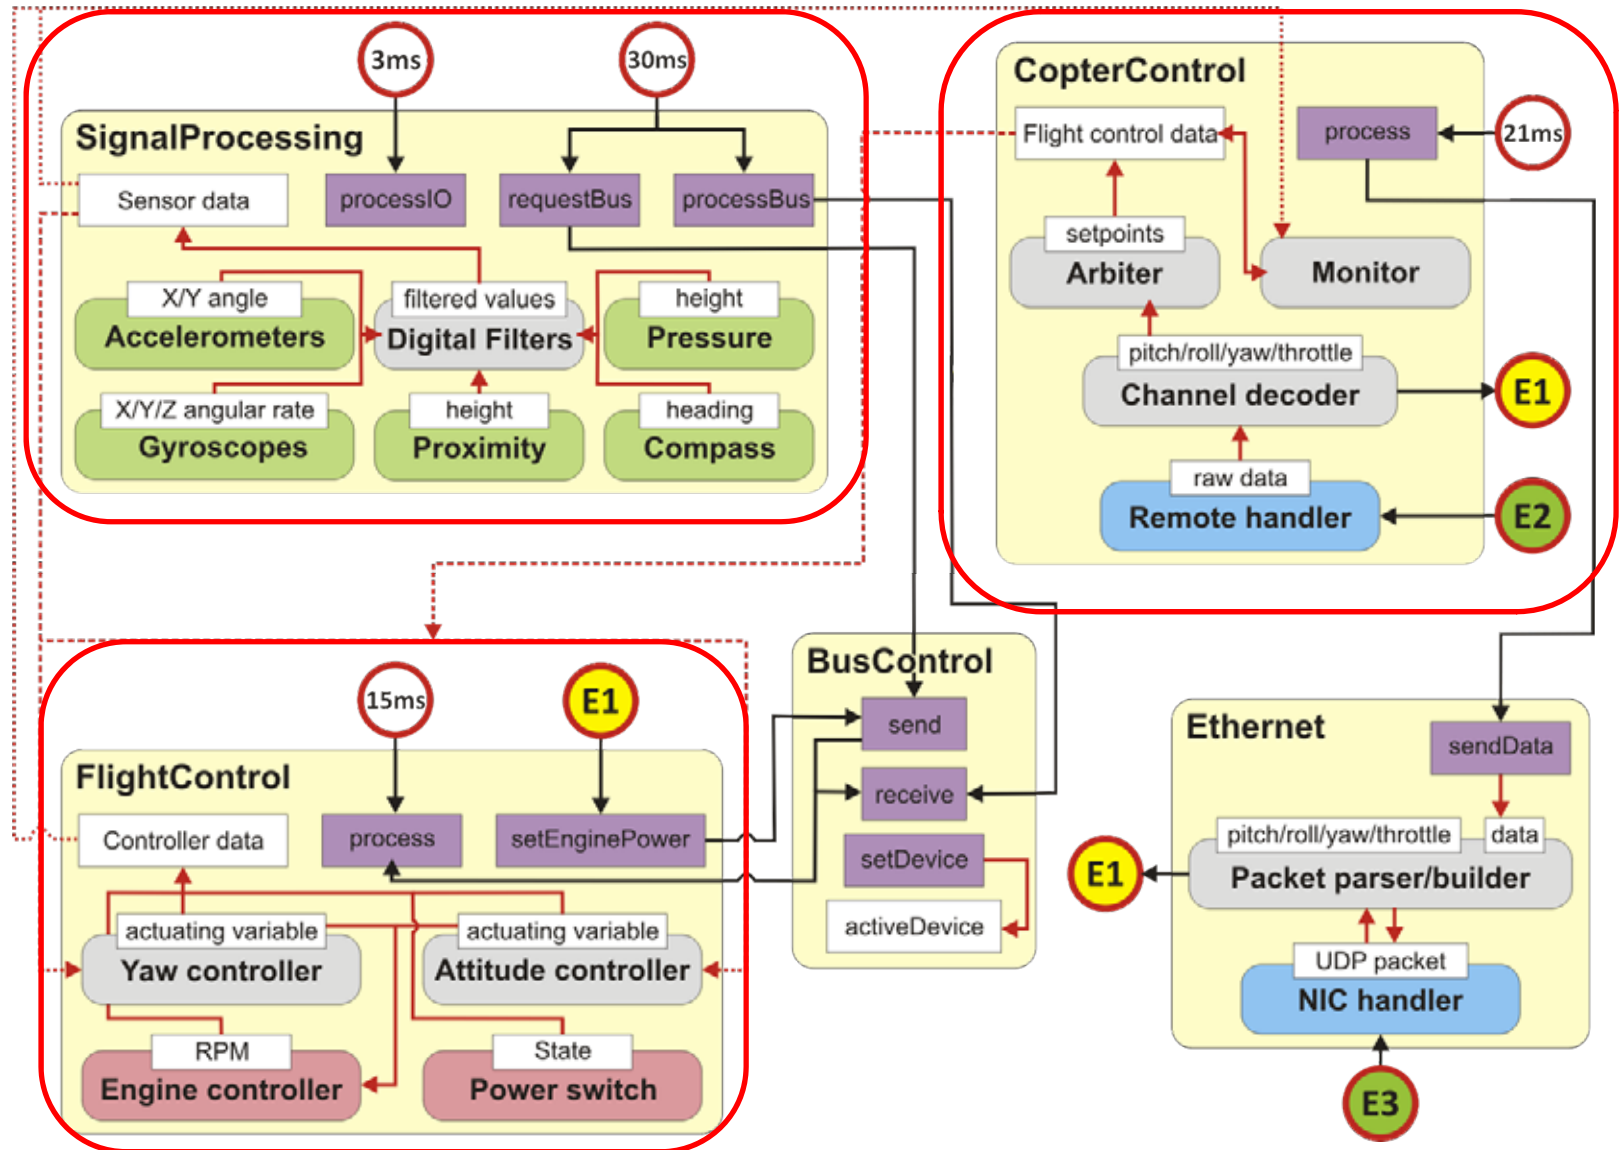 3ms
30ms
SignalProcessing
Sensor data
processIO
requestBus
processBus
X/Y angle
Accelerometers
filtered values
Digital Filters
height
Pressure
X/Y/Z angular rate
Gyroscopes
height
Proximity
heading
Compass
CopterControl
Flight control data
process
21ms
setpoints
Arbiter
Monitor
pitch/roll/yaw/throttle
Channel decoder
E1
raw data
Remote handler
E2
15ms
E1
FlightControl
Controller data
process
setEnginePower
actuating variable
Yaw controller
actuating variable
Attitude controller
RPM
Engine controller
State
Power switch
BusControl
send
receive
setDevice
activeDevice
Ethernet
sendData
pitch/roll/yaw/throttle
data
Packet parser/builder
E1
UDP packet
NIC handler
E3